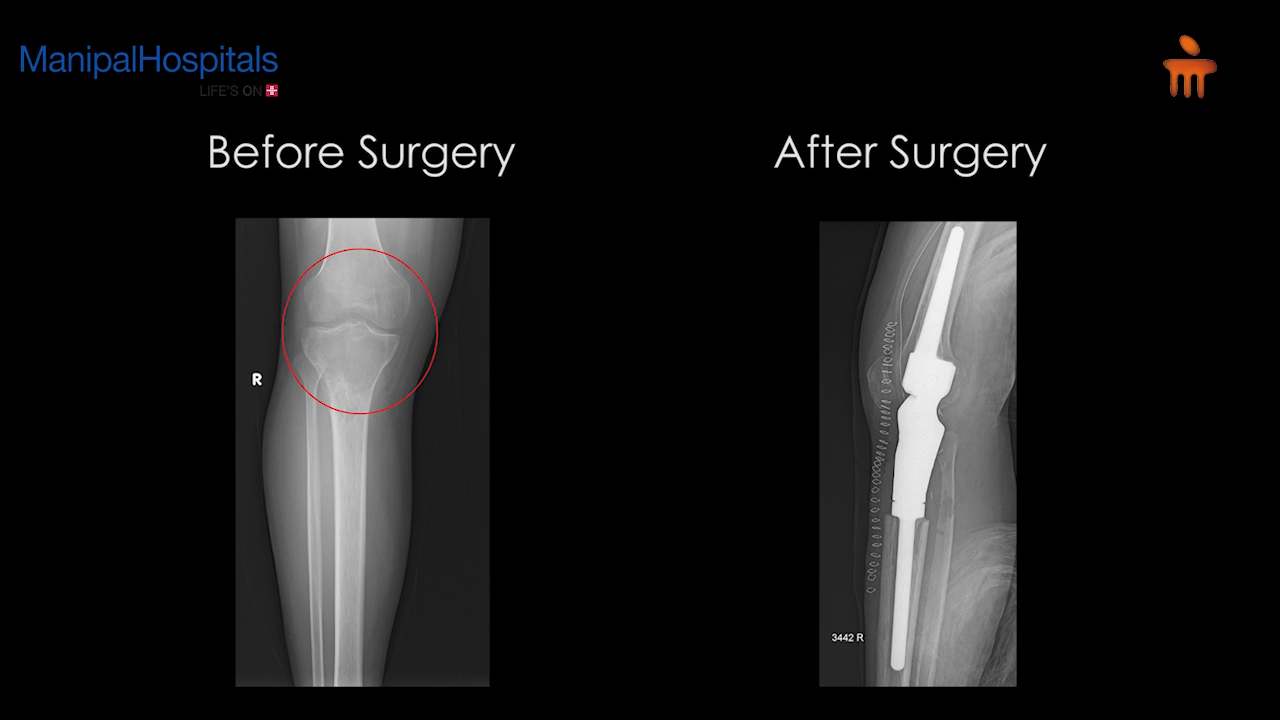 ManipalHospitals
LIFE'S ON
Before Surgery
After Surgery
R
3442 R